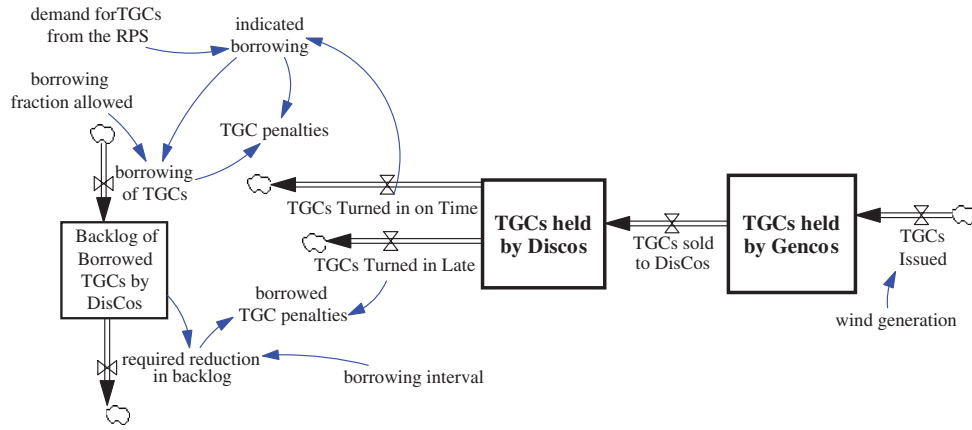 demand forTGCs
from the RPS
indicated
borrowing
borrowing
fraction allowed
TGC penalties
borrowing
of TGCs
TGCs Turned in on Time
TGCs held
by Discos
TGCs held
by Gencos
TGCs sold
to DisCos
TGCs
Issued
Backlog of
Borrowed
TGCs by
DisCos
TGCs Turned in Late
borrowed
TGC penalties
wind generation
required reduction
in backlog
borrowing interval